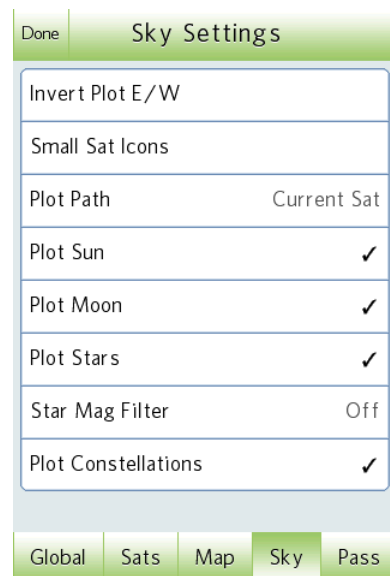 Done Sky Settings
Invert Plot E/W
Small Sat Icons
Plot Path Current Sat
Plot Sun ✓
Plot Moon ✓
Plot Stars ✓
Star Mag Filter Off
Plot Constellations ✓
Global Sats Map Sky Pass